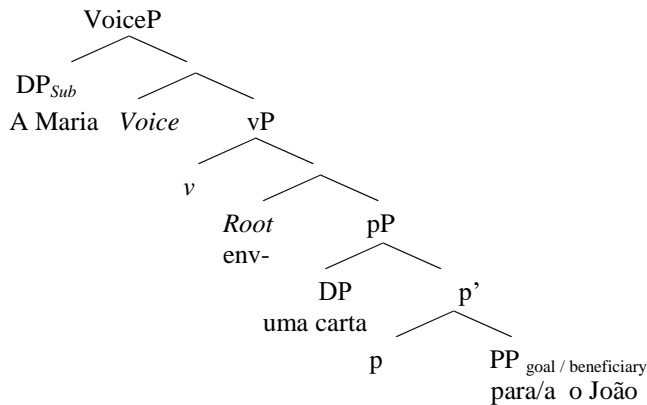 VoiceP
DPSub
A Maria Voice vP
v
Root pP
env-
DP p’
uma carta
p PP goal / beneficiary
para/a o João